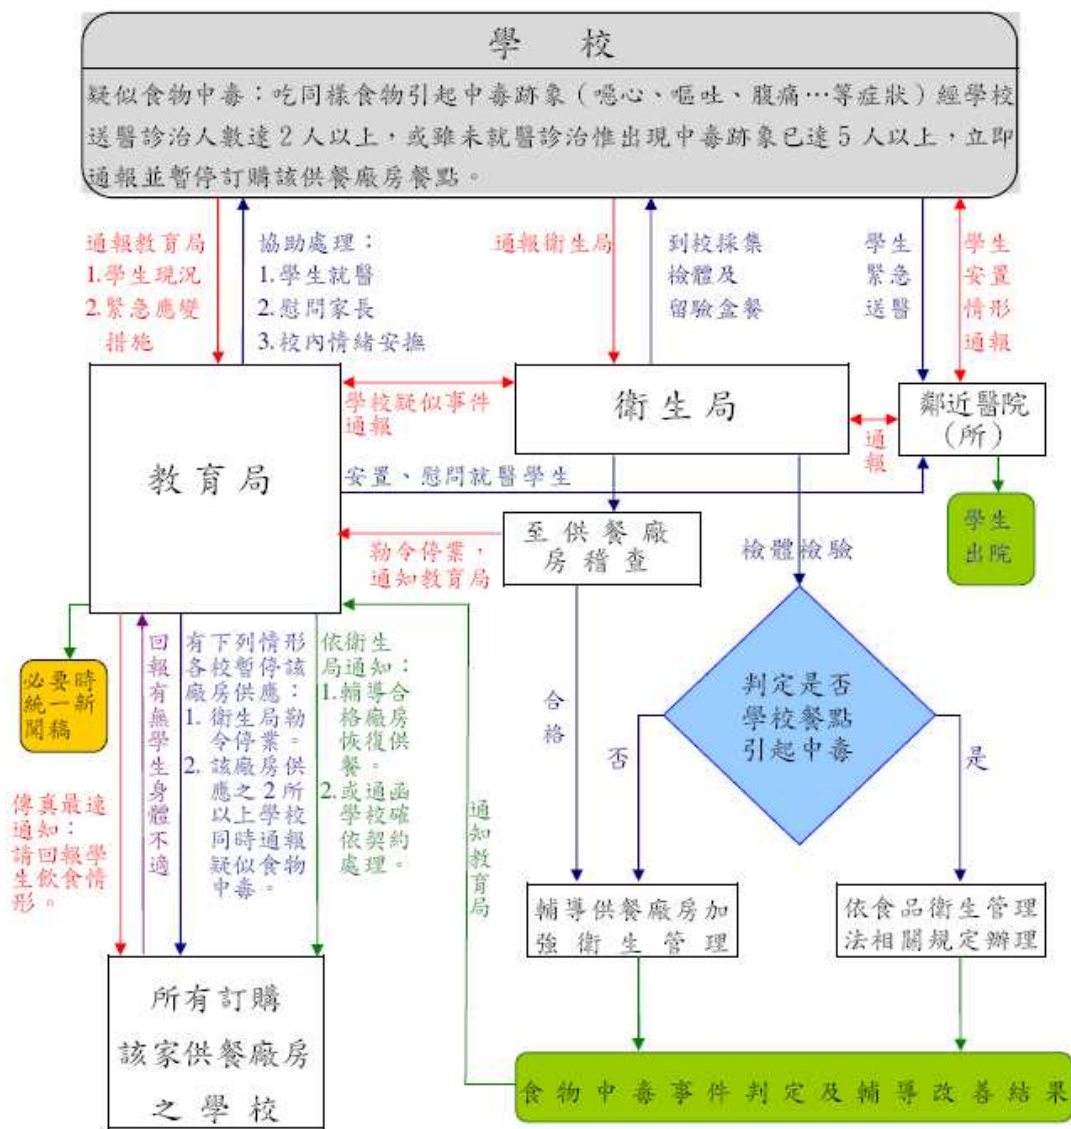 學校
疑似食物中毒：吃同樣食物引起中毒跡象（噁心、嘔吐、腹痛…等症狀）經學校
送醫診治人數達2人以上，或雖未就醫診治惟出現中毒跡象已達5人以上，立即
通報並暫停訂購該供餐廠房餐點。
通報教育局
1.學生現況
2.緊急應變
措施
協助處理：
1.學生就醫
2.慰問家長
3.校內情緒安撫
通報衛生局
到校採集
檢體及
留驗盒餐
學生
緊急
送醫
學生
安置
情形
通報
教育局
學校疑似事件
通報
衛生局
通報
鄰近醫院
(所)
安置、慰問就醫學生
勒令停業，
通知教育局
至供餐廠
房稽查
檢體檢驗
學生
出院
必要時
統一新
聞稿
傳真最速
通知：
請回報學
生飲食情
形。
回報有無學生身體不適
有下列情形
各校暫停該
廠房供應：
1. 衛生局勒
令停業。
2. 該廠房供
應之2所
以上學校
同時通報
疑似食物
中毒。
依衛生
局通知：
1.輔導合
格廠房
恢復供
餐。
2.或通函
學校確
依契約
處理。
通知教育局
合格
判定是否
學校餐點
引起中毒
否
是
輔導供餐廠房加
強衛生管理
依食品衛生管理
法相關規定辦理
所有訂購
該家供餐廠房
之學校
食物中毒事件判定及輔導改善結果